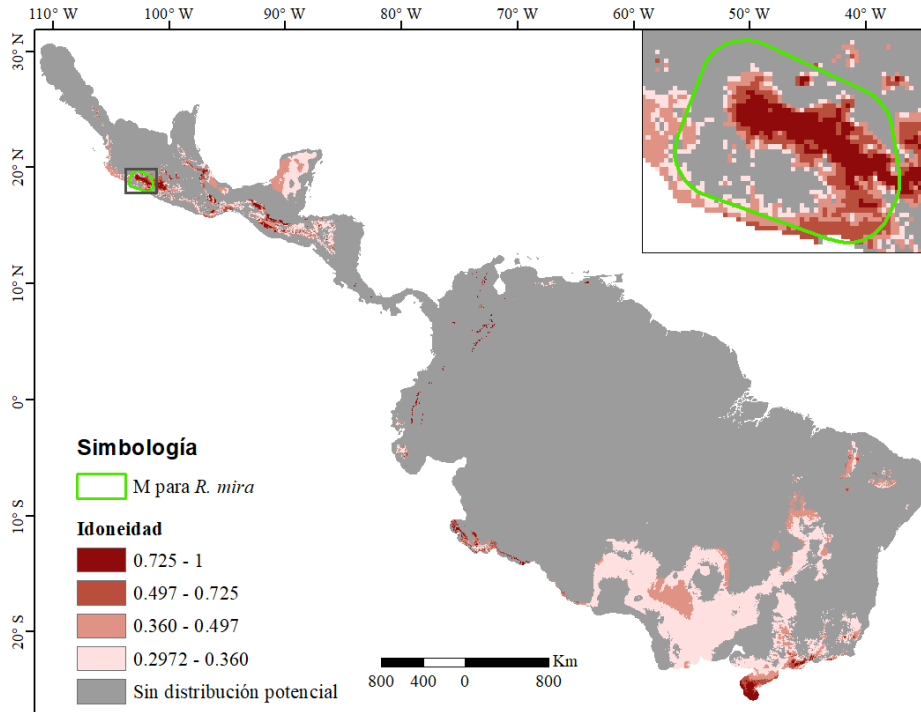 110° W 100° W 90° W 80° W 70° W 60° W 50° W 40° W
30° N
20° N
10° N
0°
10° S
20° S
Simbología
M para R. mira
Idoneidad
0.725 - 1
0.497 - 0.725
0.360 - 0.497
0.2972 - 0.360
Sin distribución potencial
Km
800 400 0 800